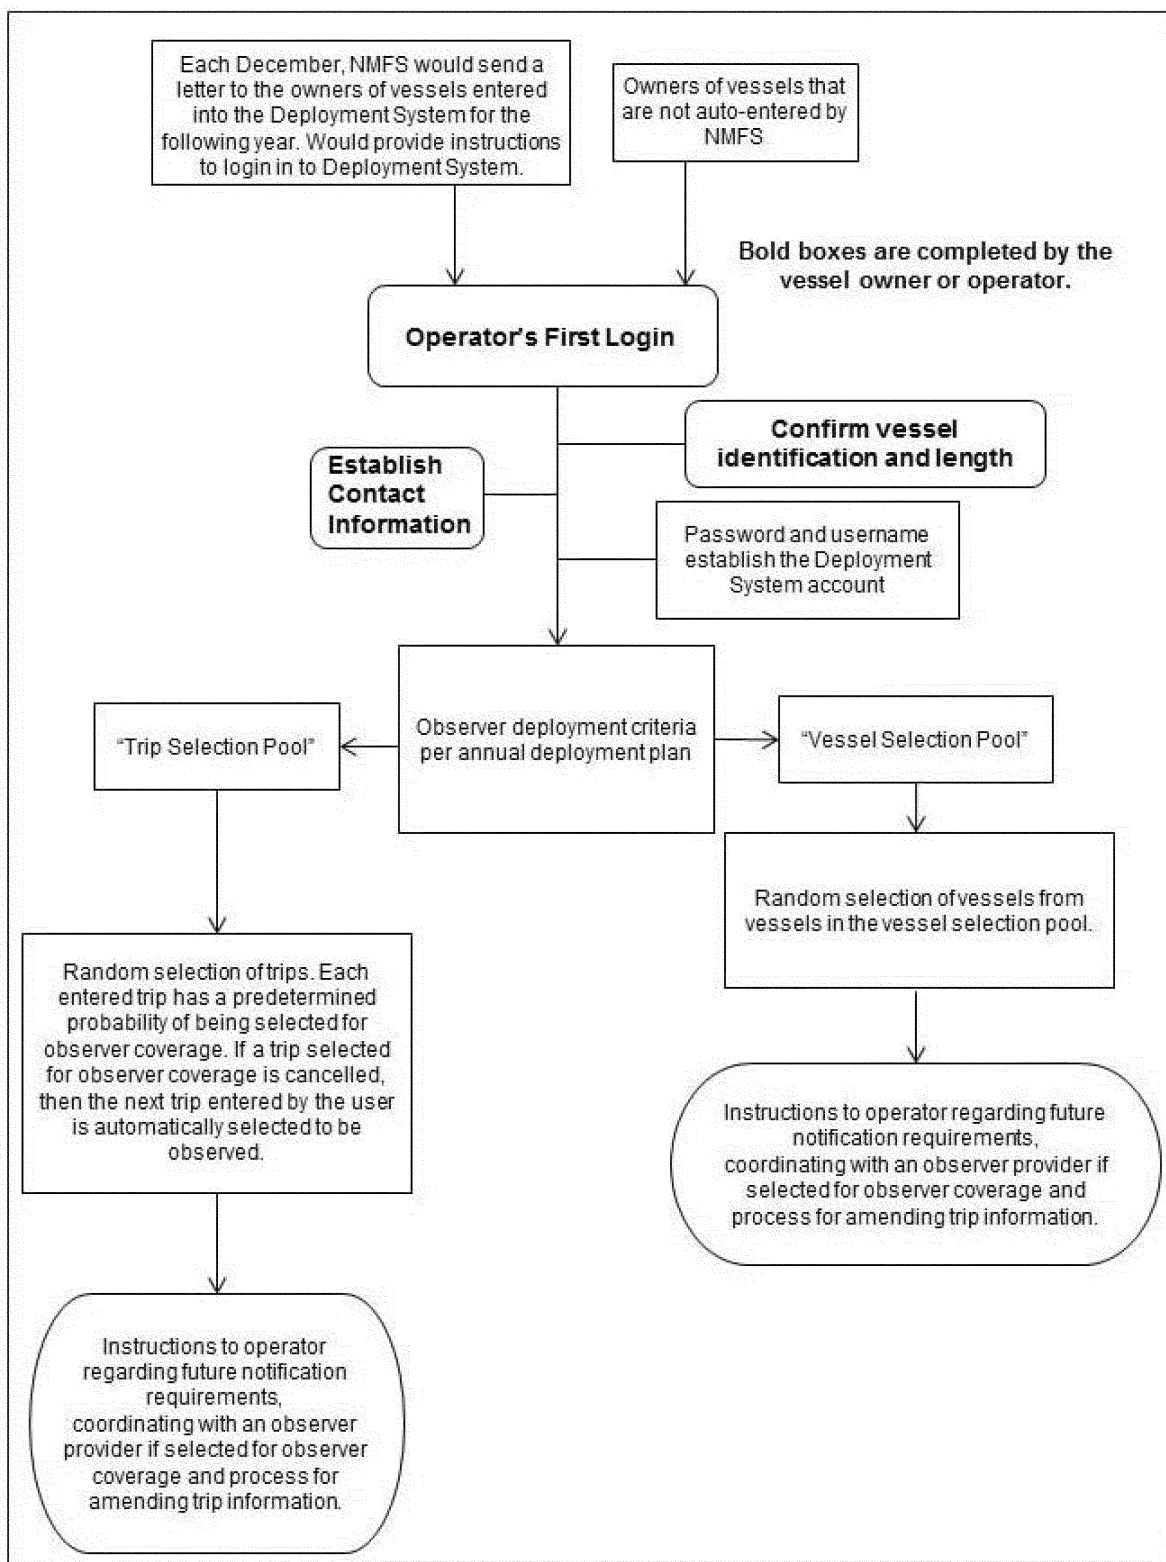 Each December, NMFS would send a
letter to the owners of vessels entered
into the Deployment System for the
following year. Would provide instructions
to login in to Deployment System.
Owners of vessels that
are not auto-entered by
NMFS
Bold boxes are completed by the
vessel owner or operator.
Operator's First Login
Confirm vessel
identification and length
Establish
Contact
Information
Password and username
establish the Deployment
System account
Observer deployment criteria
per annual deployment plan
“Trip Selection Pool”
“Vessel Selection Pool”
Random selection of vessels from
vessels in the vessel selection pool.
Random selection of trips. Each
entered trip has a predetermined
probability of being selected for
observer coverage. If a trip selected
for observer coverage is cancelled,
then the next trip entered by the user
is automatically selected to be
observed.
Instructions to operator regarding future
notification requirements,
coordinating with an observer provider if
selected for observer coverage and
process for amending trip information.
Instructions to operator
regarding future notification
requirements,
coordinating with an observer
provider if selected for observer
coverage and process for
amending trip information.